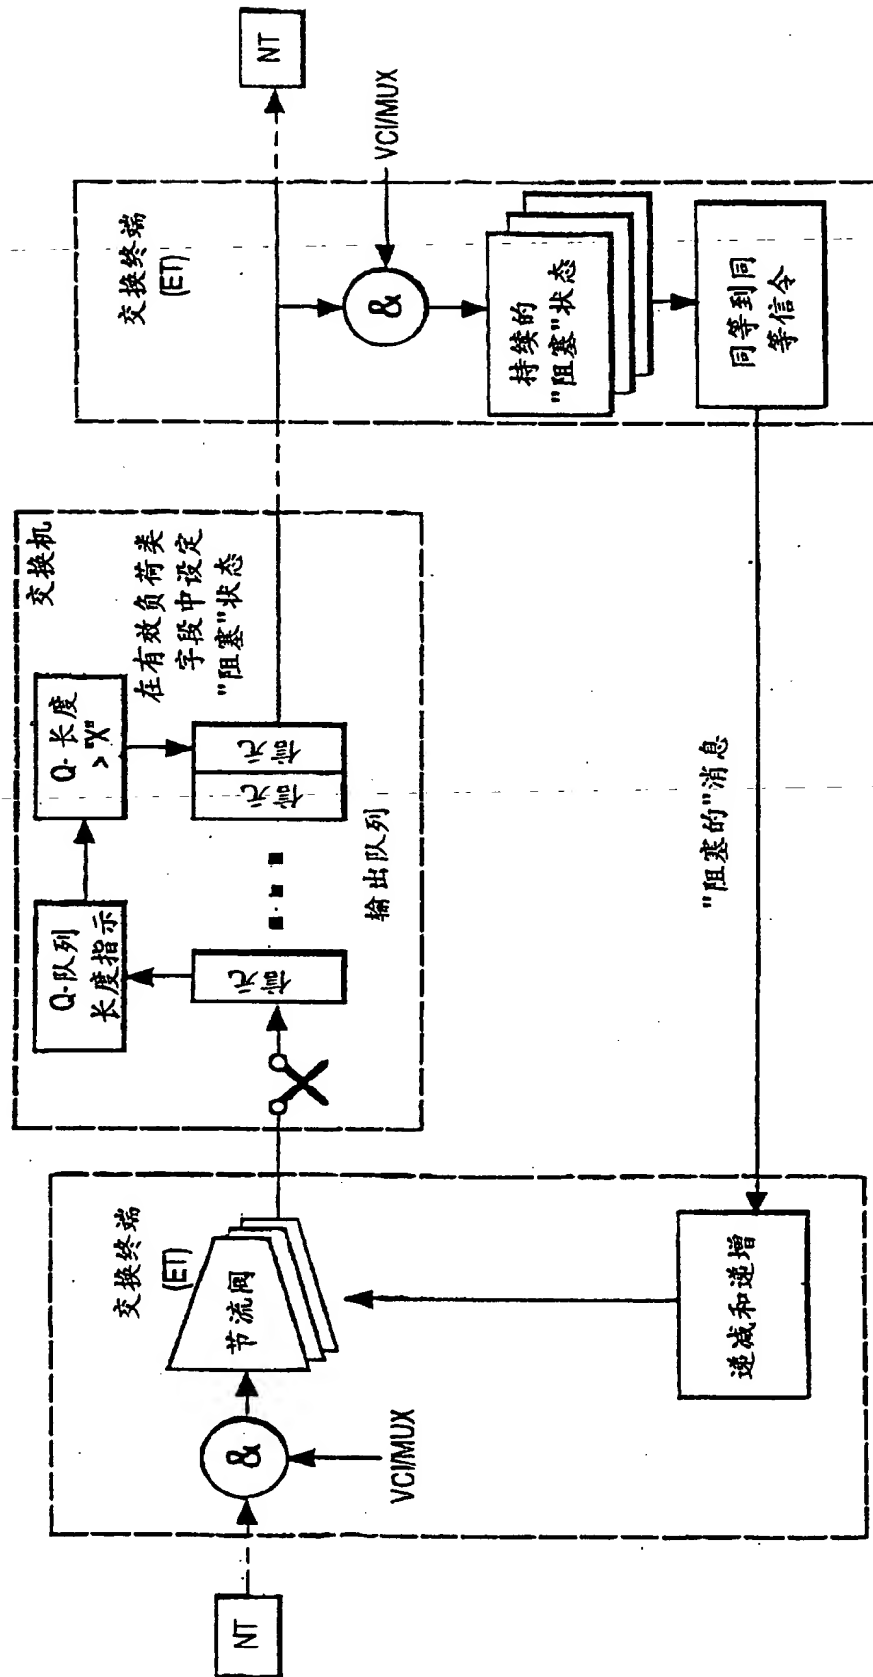 NT
VCI/MUX
&
交换终端
(ET)
节流阀
递减和递增
交换机
Q-队列
长度指示
Q-长度
>"X"
在有效负荷类
字段中设定
"阻塞"状态
信元
信元
信元
输出队列
"阻塞的"消息
交换终端
(ET)
&
VCI/MUX
持续的
"阻塞"状态
同等到同
等信令
NT